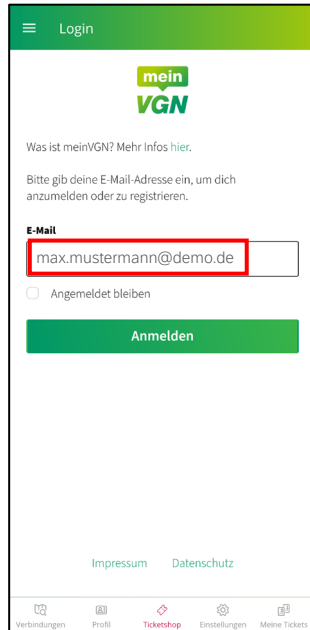 Login
mein
VGN
Was ist meinVGN? Mehr Infos hier.
Bitte gib deine E-Mail-Adresse ein, um dich
anzumelden oder zu registrieren.
E-Mail
max.mustermann@demo.de
Angemeldet bleiben
Anmelden
Impressum Datenschutz
Verbindungen Profil Ticketshop Einstellungen Meine Tickets